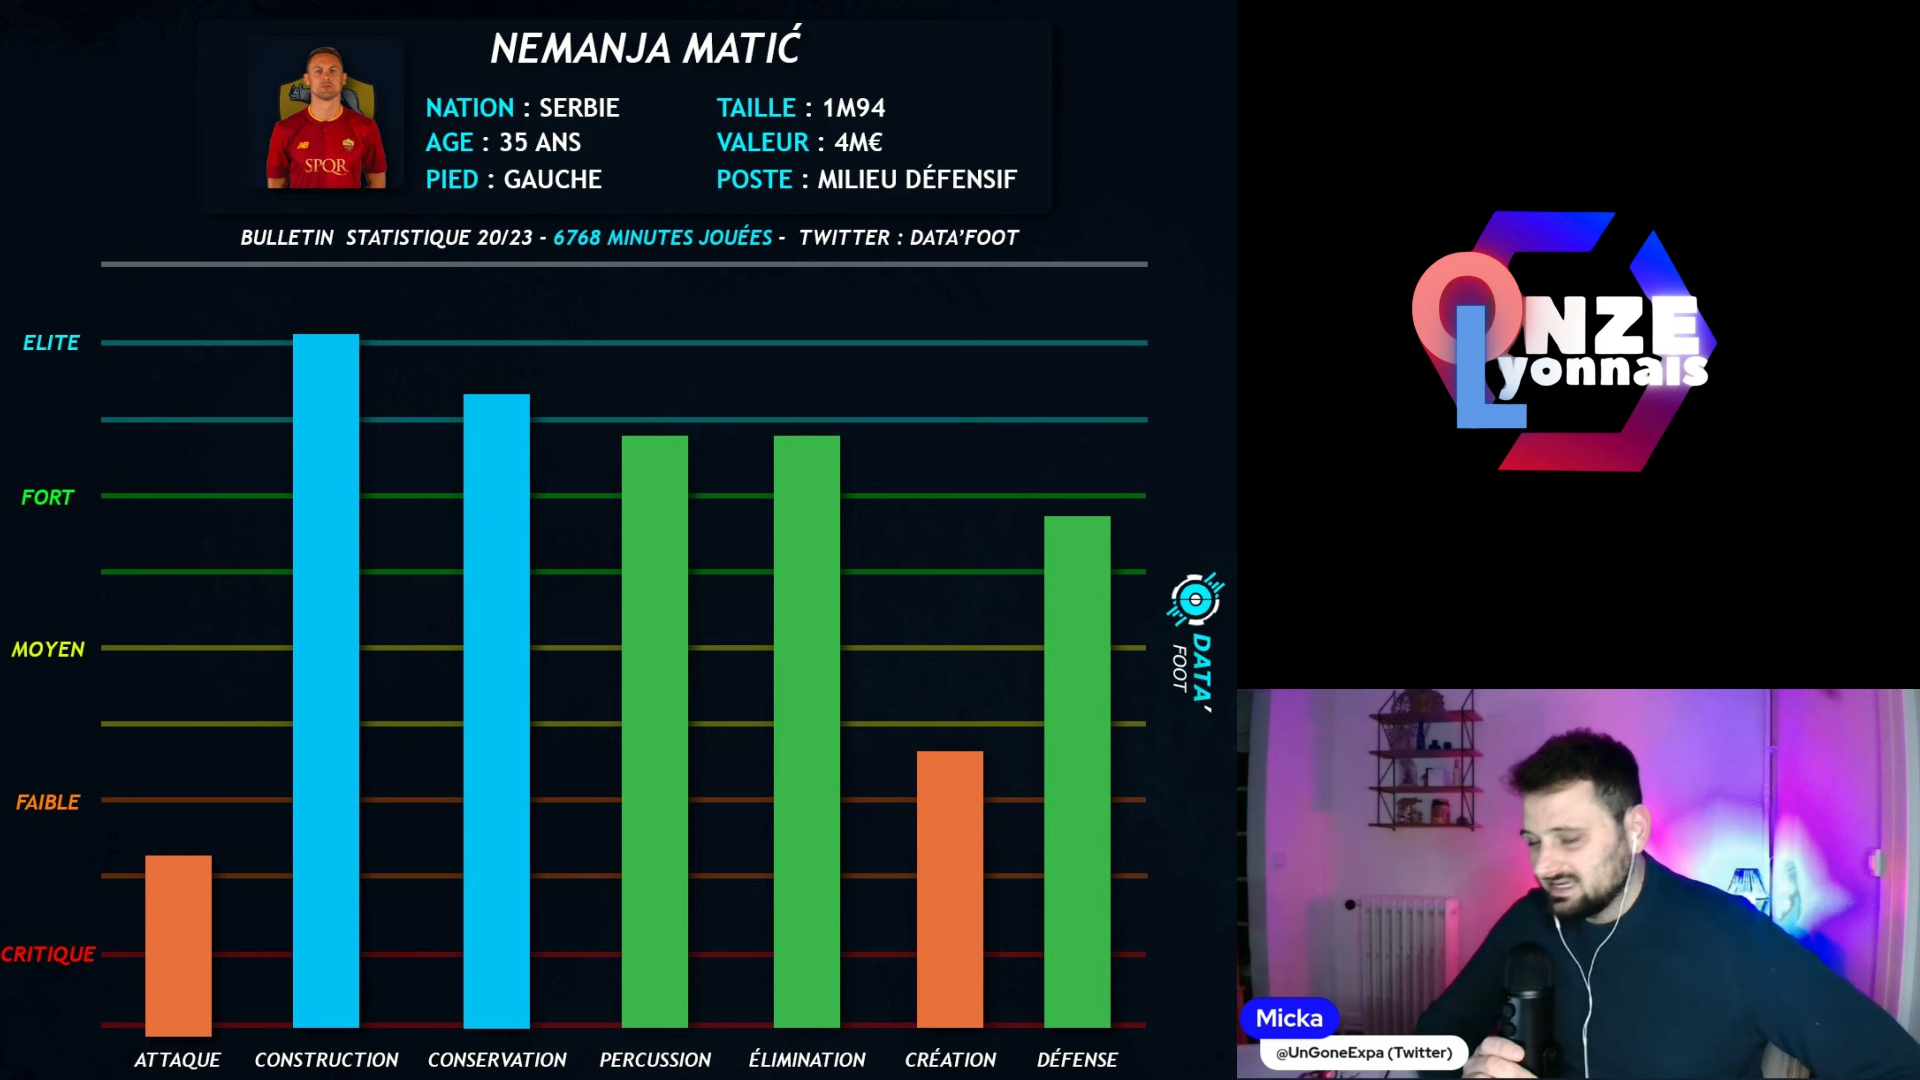 NEMANJA MATIĆ
NATION : SERBIE
TAILLE : 1M94
AGE : 35 ANS
VALEUR : 4M€
PIED : GAUCHE
POSTE : MILIEU DÉFENSIF
SPQR
BULLETIN STATISTIQUE 20/23 - 6768 MINUTES JOUÉES - TWITTER : DATA'FOOT
ELITE
FORT
MOYEN
FAIBLE
CRITIQUE
ATTAQUE
CONSTRUCTION
CONSERVATION
PERCUSSION
ÉLIMINATION
CRÉATION
DÉFENSE
DATA'
FOOT
ONZE
Lyonnais
Micka
@UnGoneExpa (Twitter)